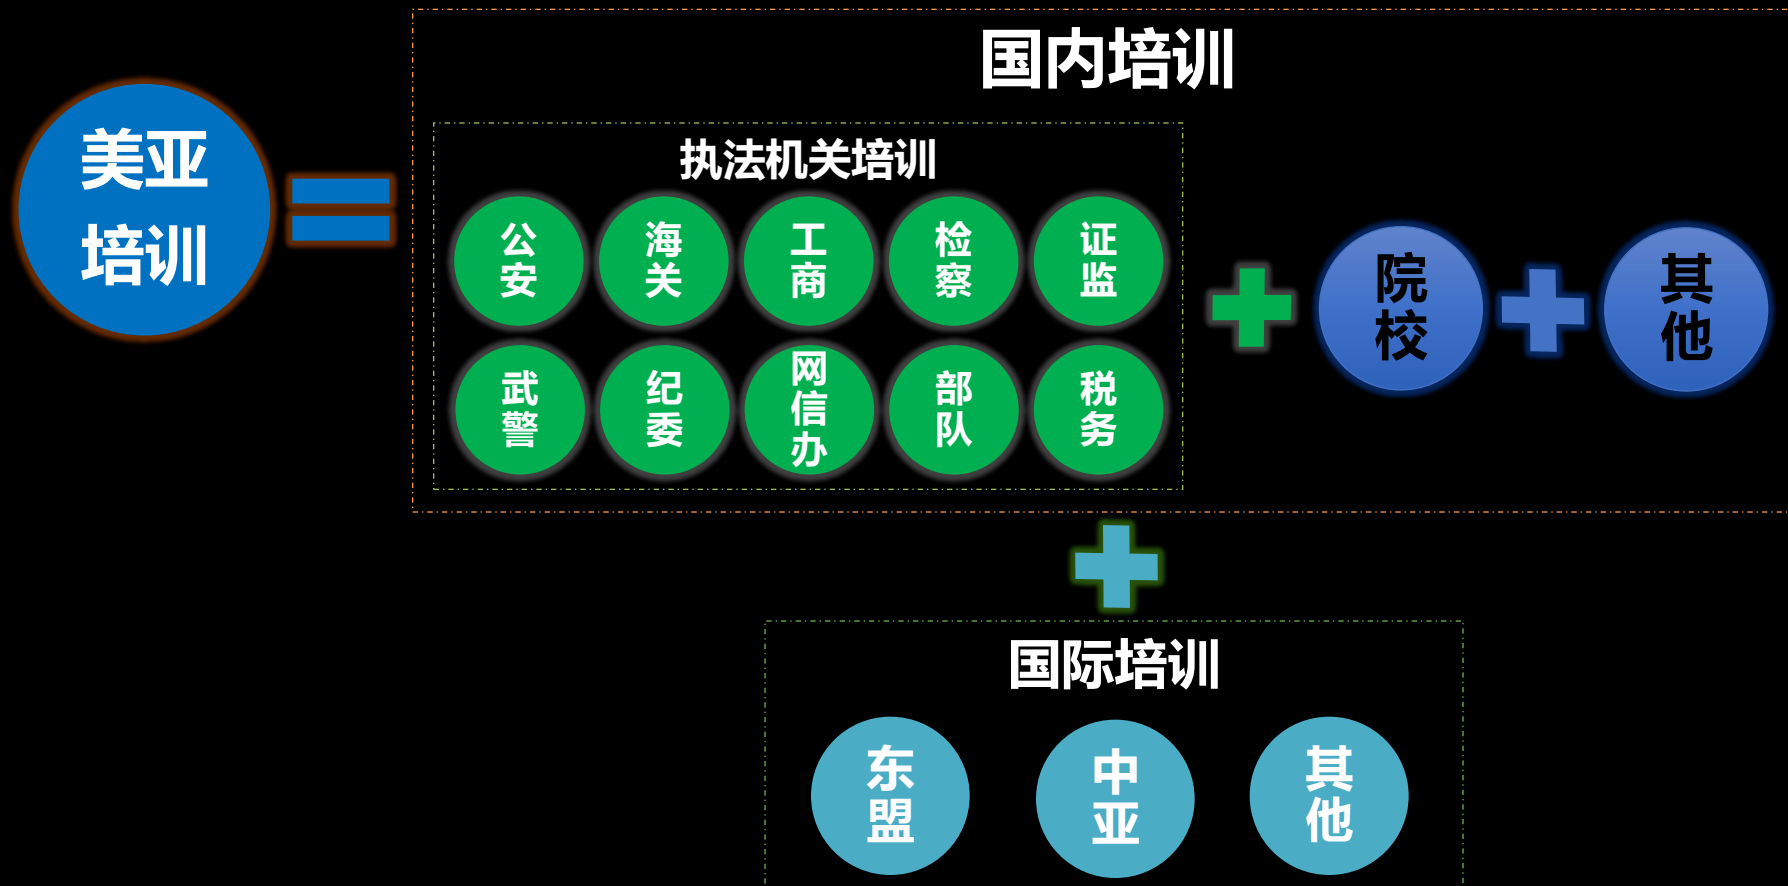 美亚
培训
国内培训
执法机关培训
公
安
海
关
工
商
检
察
证
监
武
警
纪
委
网
信
办
部
队
税
务
院
校
其
他
国际培训
东
盟
中
亚
其
他